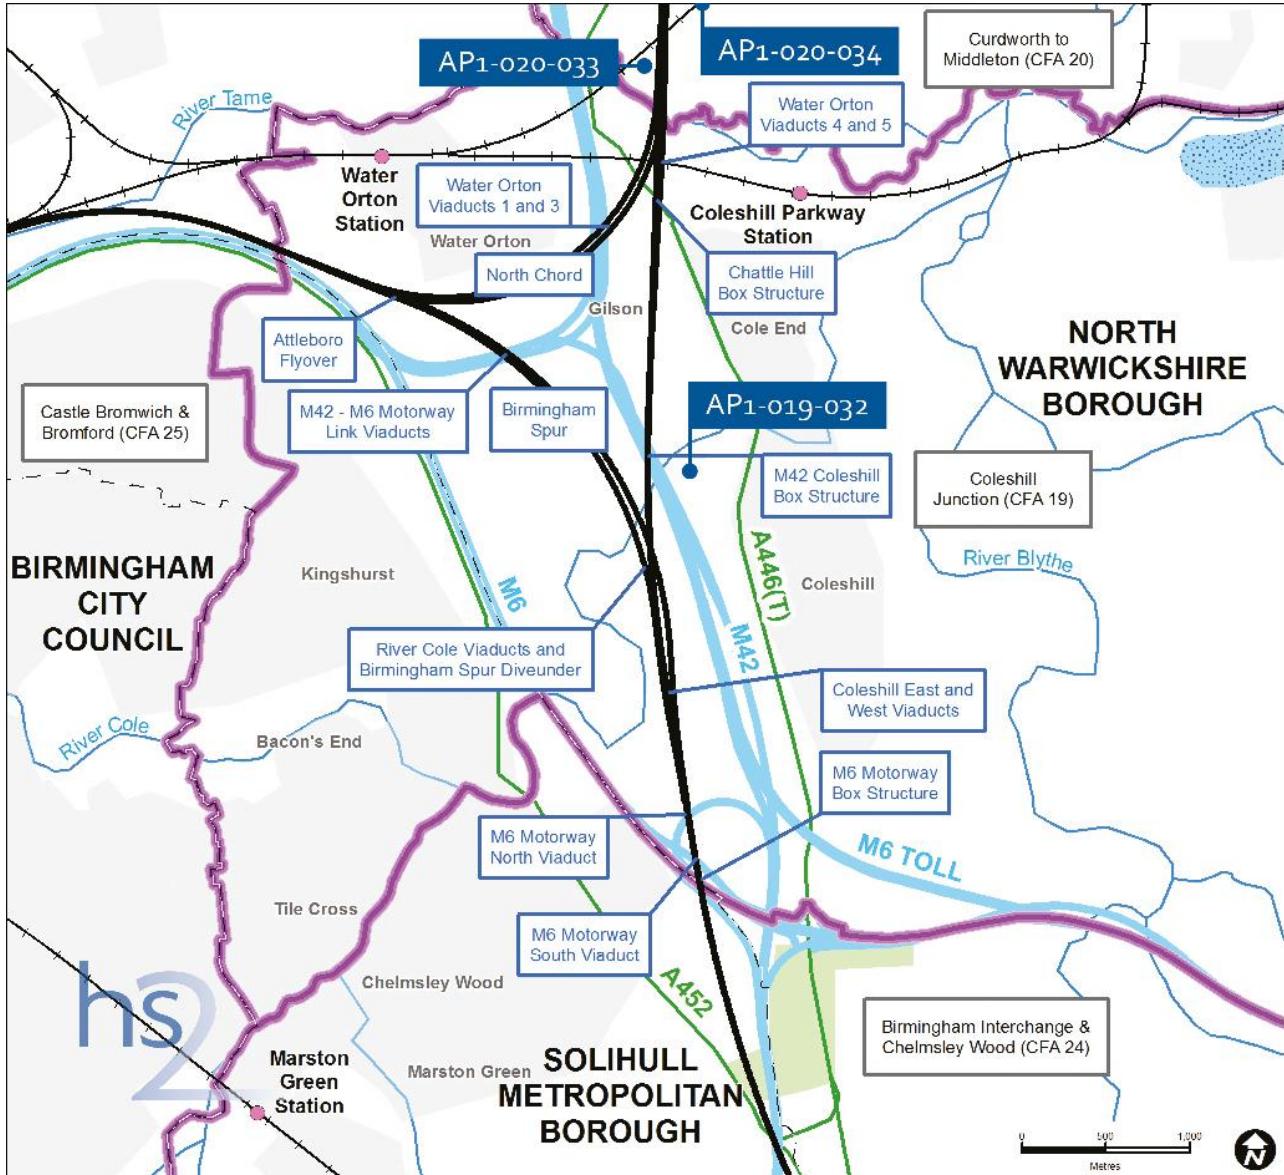 AP1-020-033
AP1-020-034
Curdworth to
Middleton (CFA 20)
River Tame
Water Orton
Viaducts 4 and 5
Water
Orton
Station
Water Orton
Viaducts 1 and 3
Coleshill Parkway
Station
Water Orton
North Chord
Chattle Hill
Box Structure
Gilson
Cole End
Attleboro
Flyover
NORTH
WARWICKSHIRE
BOROUGH
Castle Bromwich &
Bromford (CFA 25)
M42 - M6 Motorway
Link Viaducts
Birmingham
Spur
AP1-019-032
M42 Coleshill
Box Structure
Coleshill
Junction (CFA 19)
BIRMINGHAM
CITY
COUNCIL
Kingshurst
M6
A446(T)
Coleshill
River Blythe
River Cole Viaducts and
Birmingham Spur Diveunder
M42
Coleshill East and
West Viaducts
River Cole
Bacon's End
M6 Motorway
Box Structure
M6 Motorway
North Viaduct
M6 TOLL
Tile Cross
M6 Motorway
South Viaduct
Chelmsley Wood
A452
hs2
Birmingham Interchange &
Chelmsley Wood (CFA 24)
Marston
Green
Station
Marston Green
SOLIHULL
METROPOLITAN
BOROUGH
0 500 1,000
Metres
N